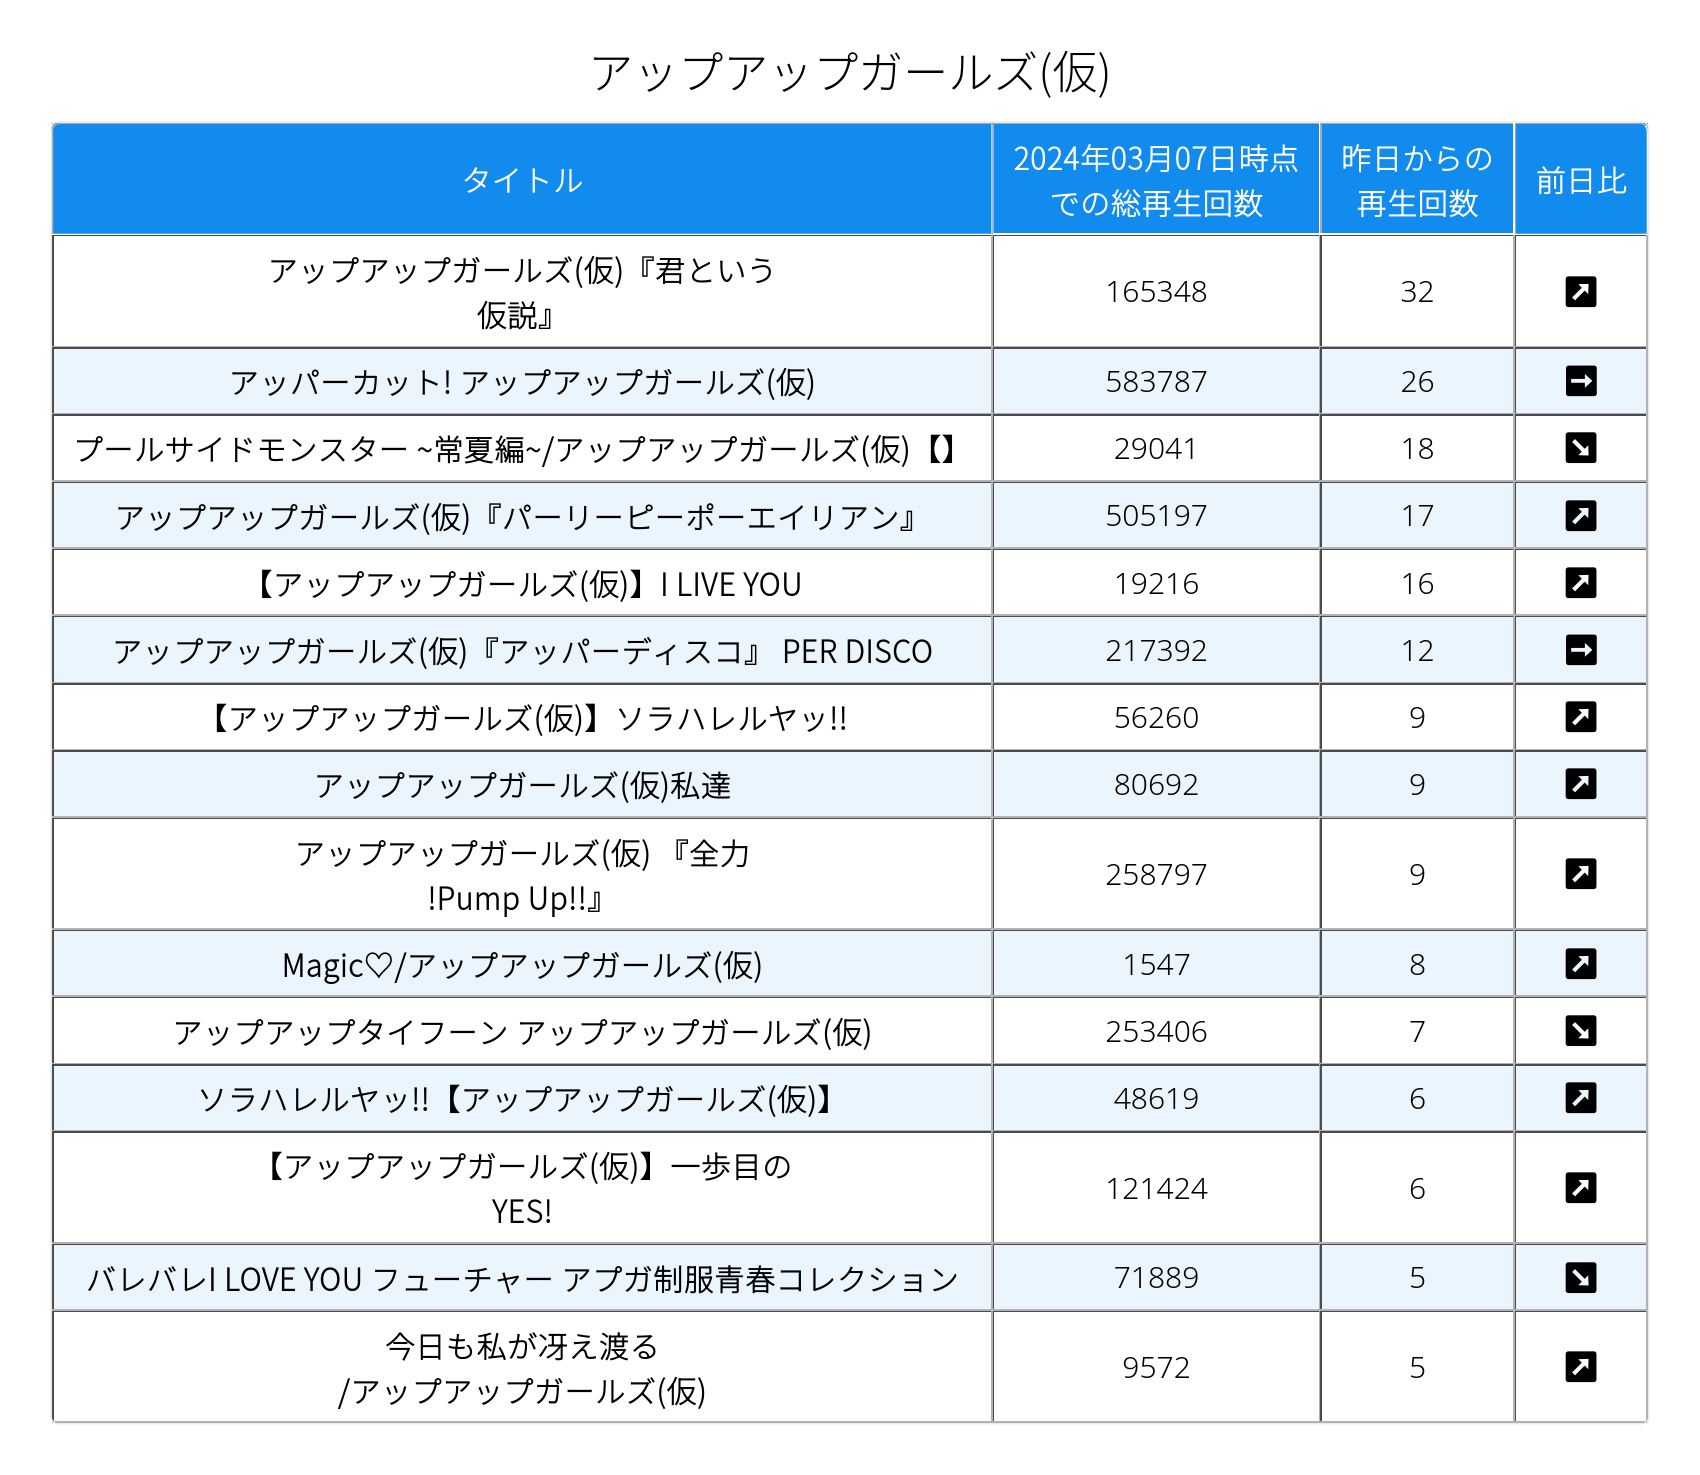 アップアップガールズ(仮)
タイトル
2024年03月07日時点
での総再生回数
昨日からの
再生回数
前日比
アップアップガールズ(仮)『君という
仮説』
165348
32
アッパーカット! アップアップガールズ(仮)
583787
26
プールサイドモンスター ~常夏編~/アップアップガールズ(仮)【】
29041
18
アップアップガールズ(仮)『パーリーピーポーエイリアン』
505197
17
【アップアップガールズ(仮)】I LIVE YOU
19216
16
アップアップガールズ(仮)『アッパーディスコ』 PER DISCO
217392
12
【アップアップガールズ(仮)】ソラハレルヤッ!!
56260
9
アップアップガールズ(仮)私達
80692
9
アップアップガールズ(仮) 『全力
!Pump Up!!』
258797
9
Magic♡/アップアップガールズ(仮)
1547
8
アップアップタイフーン アップアップガールズ(仮)
253406
7
ソラハレルヤッ!!【アップアップガールズ(仮)】
48619
6
【アップアップガールズ(仮)】一歩目の
YES!
121424
6
バレバレI LOVE YOU フューチャー アプガ制服青春コレクション
71889
5
今日も私が冴え渡る
/アップアップガールズ(仮)
9572
5